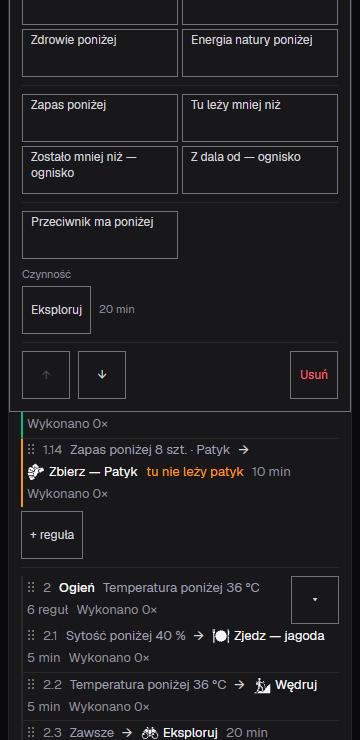 Zdrowie poniżej
Energia natury poniżej
Zapas poniżej
Tu leży mniej niż
Zostało mniej niż —
ognisko
Z dala od — ognisko
Przeciwnik ma poniżej
Czynność
Eksploruj
20 min
↑
↓
Usuń
Wykonano 0×
1.14 Zapas poniżej 8 szt. · Patyk →
Zbierz — Patyk tu nie leży patyk 10 min
Wykonano 0×
+ reguła
2 Ogień Temperatura poniżej 36 °C
6 reguł Wykonano 0×
2.1 Sytość poniżej 40 % → Zjedz — jagoda
5 min Wykonano 0×
2.2 Temperatura poniżej 36 °C → Wędruj
5 min Wykonano 0×
2.3 Zawsze → Eksploruj 20 min